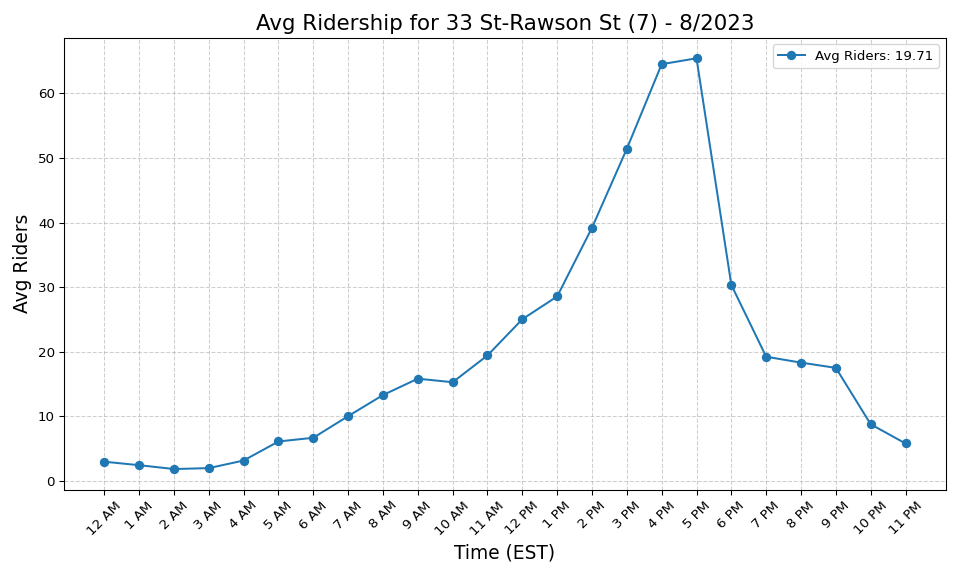 Avg Ridership for 33 St-Rawson St (7) - 8/2023
Avg Riders: 19.71
Avg Riders
60
50
40
30
20
10
0
12 AM
1 AM
2 AM
3 AM
4 AM
5 AM
6 AM
7 AM
8 AM
9 AM
10 AM
11 AM
12 PM
1 PM
2 PM
3 PM
4 PM
5 PM
6 PM
7 PM
8 PM
9 PM
10 PM
11 PM
Time (EST)